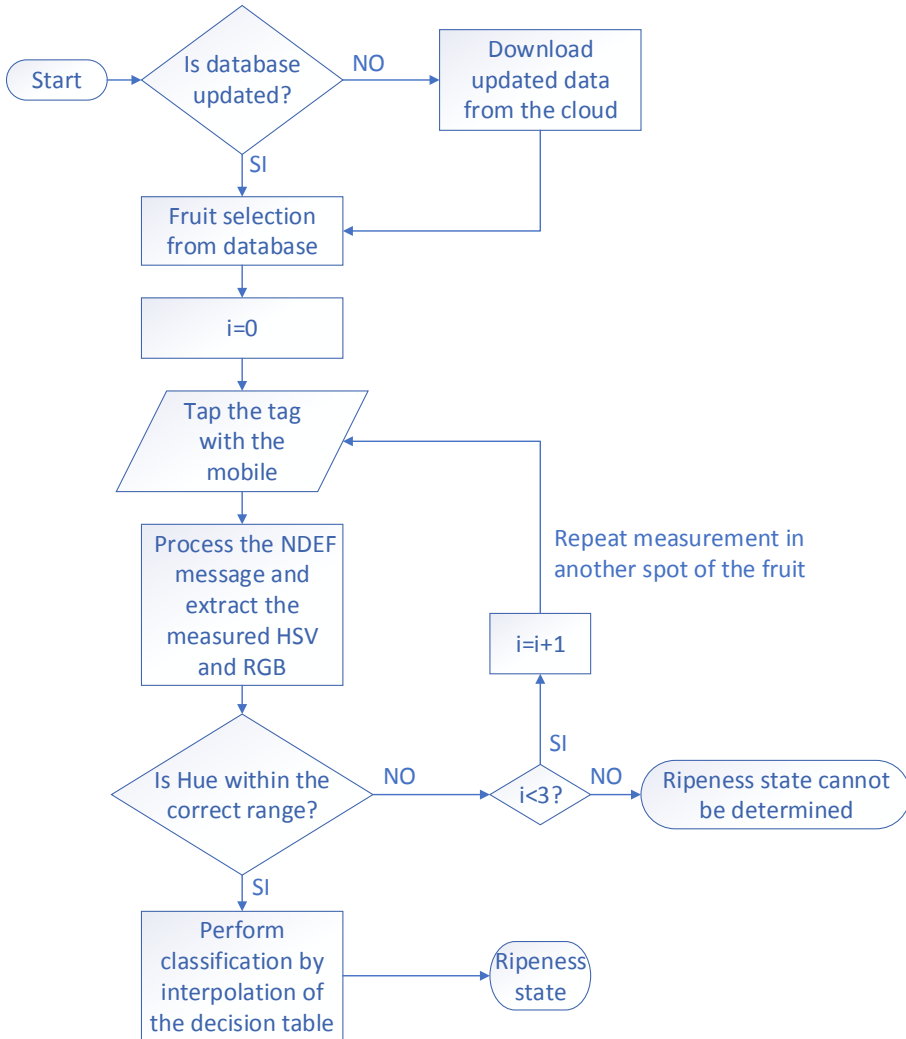 Start
Is database
updated?
NO
Download
updated data
from the cloud
SI
Fruit selection
from database
i=0
Tap the tag
with the
mobile
Process the NDEF
message and
extract the
measured HSV
and RGB
Repeat measurement in
another spot of the fruit
i=i+1
SI
Is Hue within the
correct range?
NO
i<3?
NO
Ripeness state cannot
be determined
SI
Perform
classification by
interpolation of
the decision table
Ripeness
state